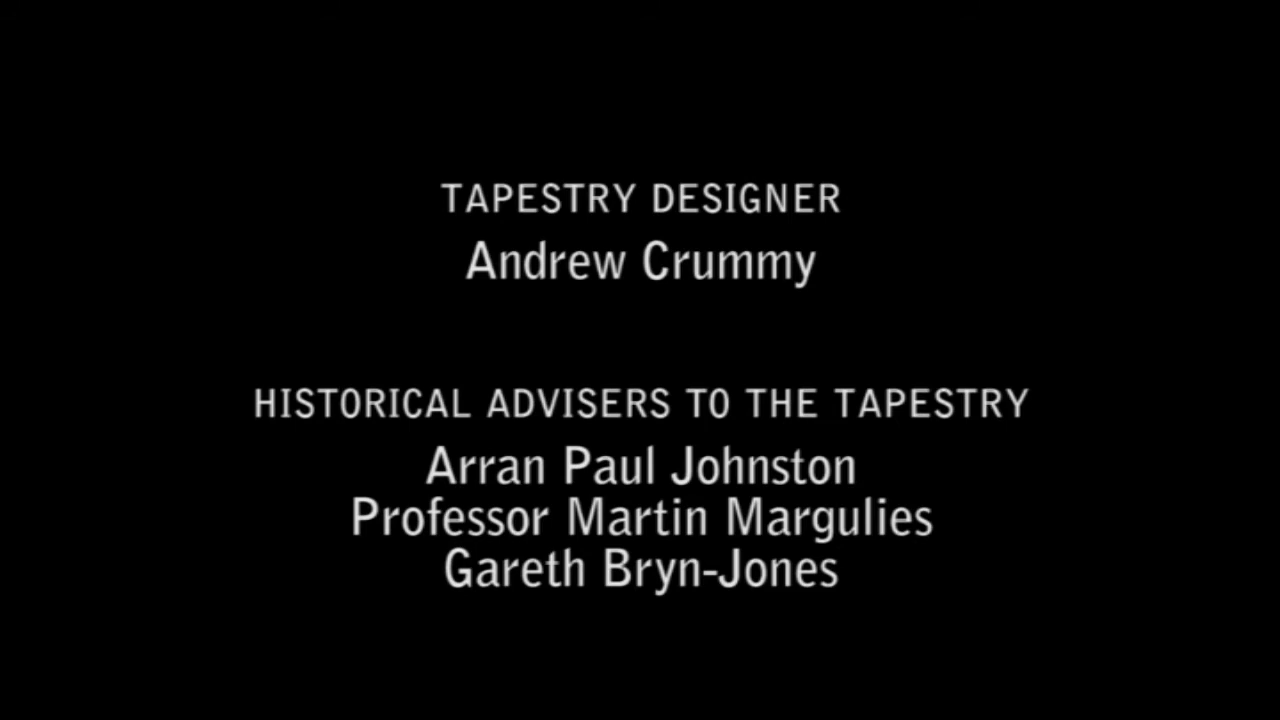 TAPESTRY DESIGNER
Andrew Crummy
HISTORICAL ADVISERS TO THE TAPESTRY
Arran Paul Johnston
Professor Martin Margulies
Gareth Bryn-Jones